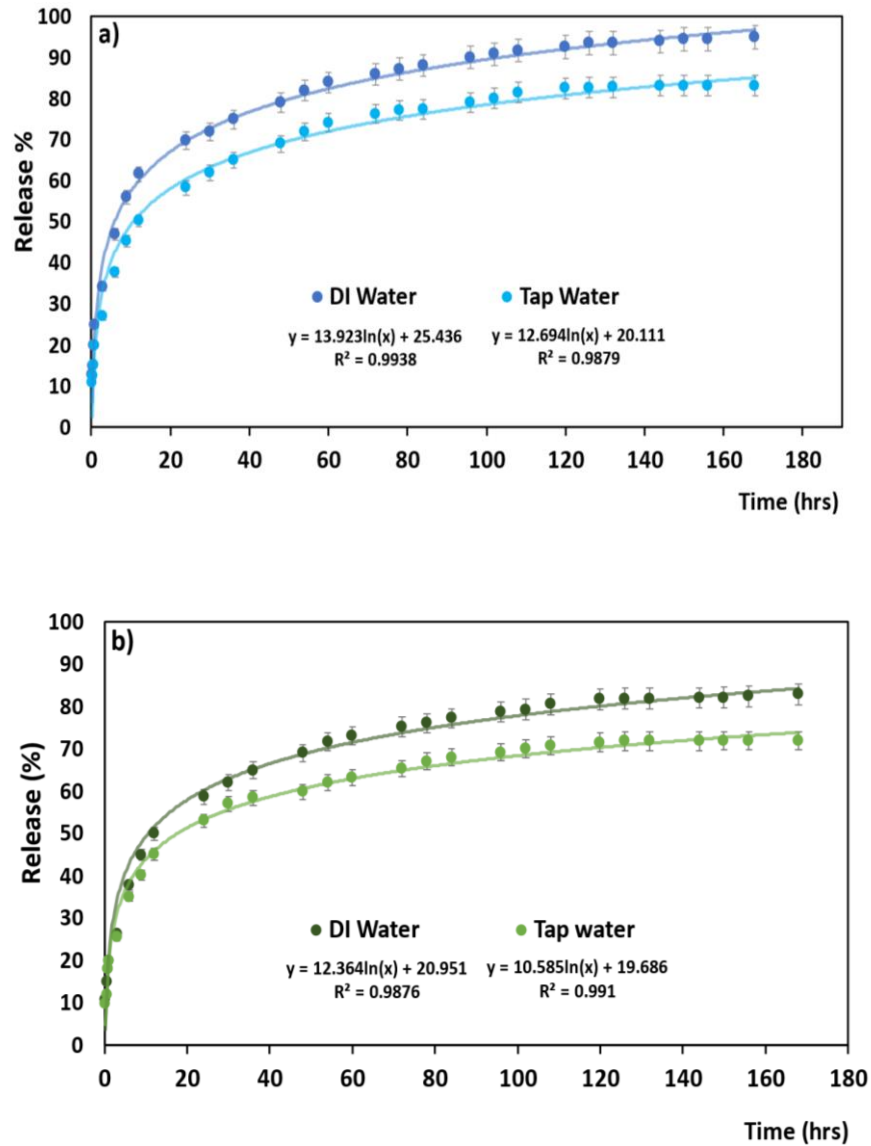 a)
100
90
80
70
60
50
40
30
20
10
0
Release %
DI Water Tap Water
y = 13.923ln(x) + 25.436 y = 12.694ln(x) + 20.111
R² = 0.9938 R² = 0.9879
0 20 40 60 80 100 120 140 160 180
Time (hrs)
b)
100
90
80
70
60
50
40
30
20
10
0
Release (%)
DI Water Tap water
y = 12.364ln(x) + 20.951 y = 10.585ln(x) + 19.686
R² = 0.9876 R² = 0.991
0 20 40 60 80 100 120 140 160 180
Time (hrs)